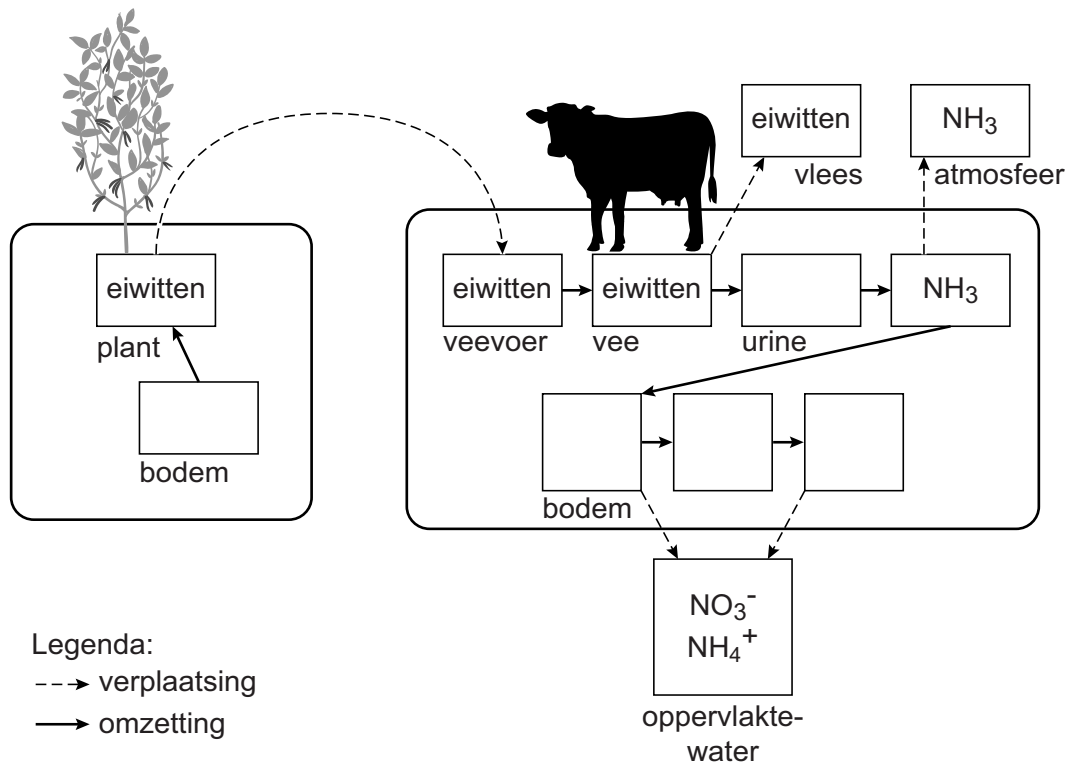 eiwitten
vlees
NH₃
atmosfeer
eiwitten
plant
bodem
eiwitten
veevoer
eiwitten
vee
urine
NH₃
bodem
NO₃⁻
NH₄⁺
oppervlakte-
water
Legenda:
verplaatsing
omzetting